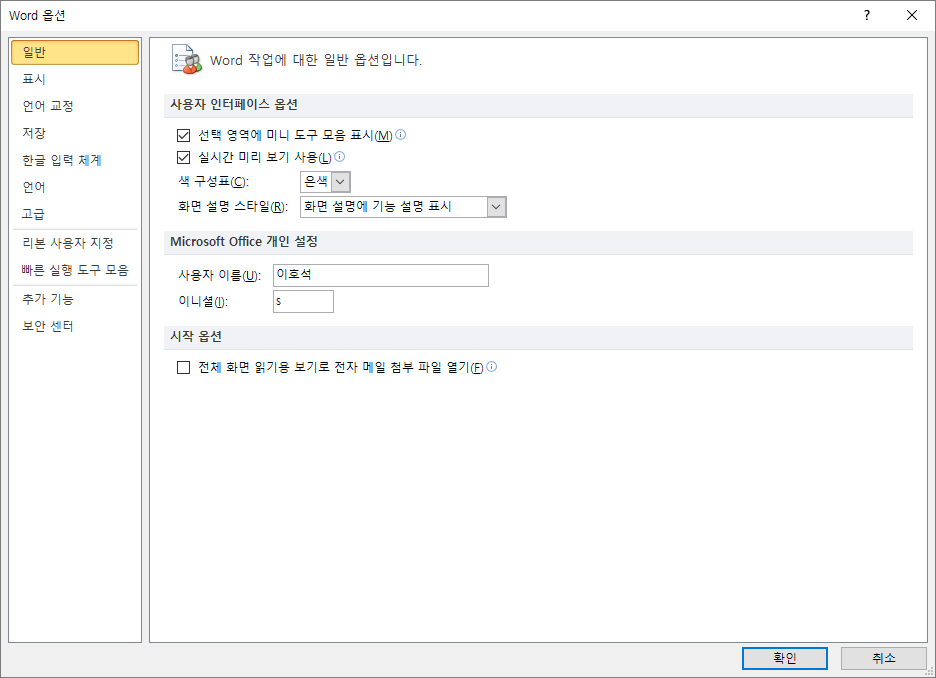 Word 옵션
일반
표시
언어 교정
저장
한글 입력 체계
언어
고급
리본 사용자 지정
빠른 실행 도구 모음
추가 기능
보안 센터
Word 작업에 대한 일반 옵션입니다.
사용자 인터페이스 옵션
선택 영역에 미니 도구 모음 표시(M)
실시간 미리 보기 사용(L)
색 구성표(C): 은색
화면 설명 스타일(R): 화면 설명에 기능 설명 표시
Microsoft Office 개인 설정
사용자 이름(U): 이호석
이니셜(I): s
시작 옵션
전체 화면 읽기용 보기로 전자 메일 첨부 파일 열기(F)
확인 취소